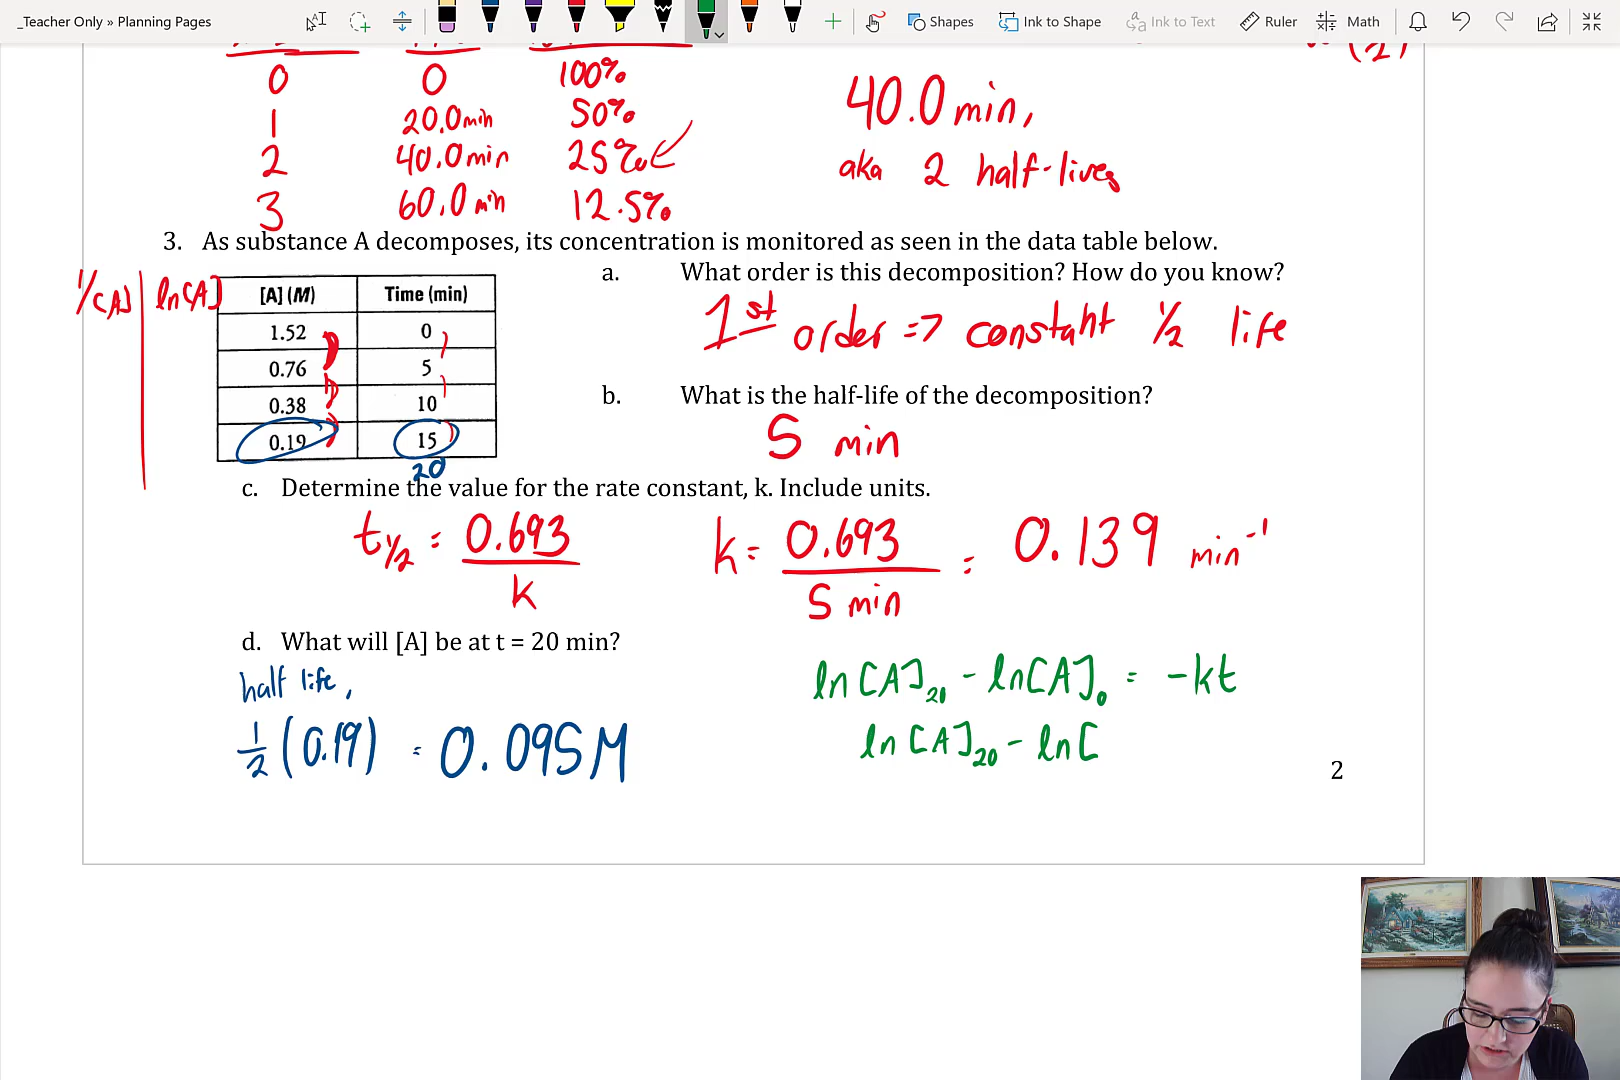 _Teacher Only » Planning Pages
Shapes Ink to Shape Ink to Text Ruler Math
0 0 100%
1 20.0min 50%
2 40.0min 25%
3 60.0 min 12.5%
40.0 min,
aka 2 half-lives
3. As substance A decomposes, its concentration is monitored as seen in the data table below.
1/[A] ln[A] [A] (M) Time (min)
1.52 0
0.76 5
0.38 10
0.19 15
20
a. What order is this decomposition? How do you know?
1st order => constant 1/2 life
b. What is the half-life of the decomposition?
5 min
c. Determine the value for the rate constant, k. Include units.
t1/2 = 0.693/k k = 0.693/5 min = 0.139 min⁻¹
d. What will [A] be at t = 20 min?
half life,
1/2 (0.19) = 0.095M
ln[A]20 - ln[A]0 = -kt
ln[A]20 - ln[
2